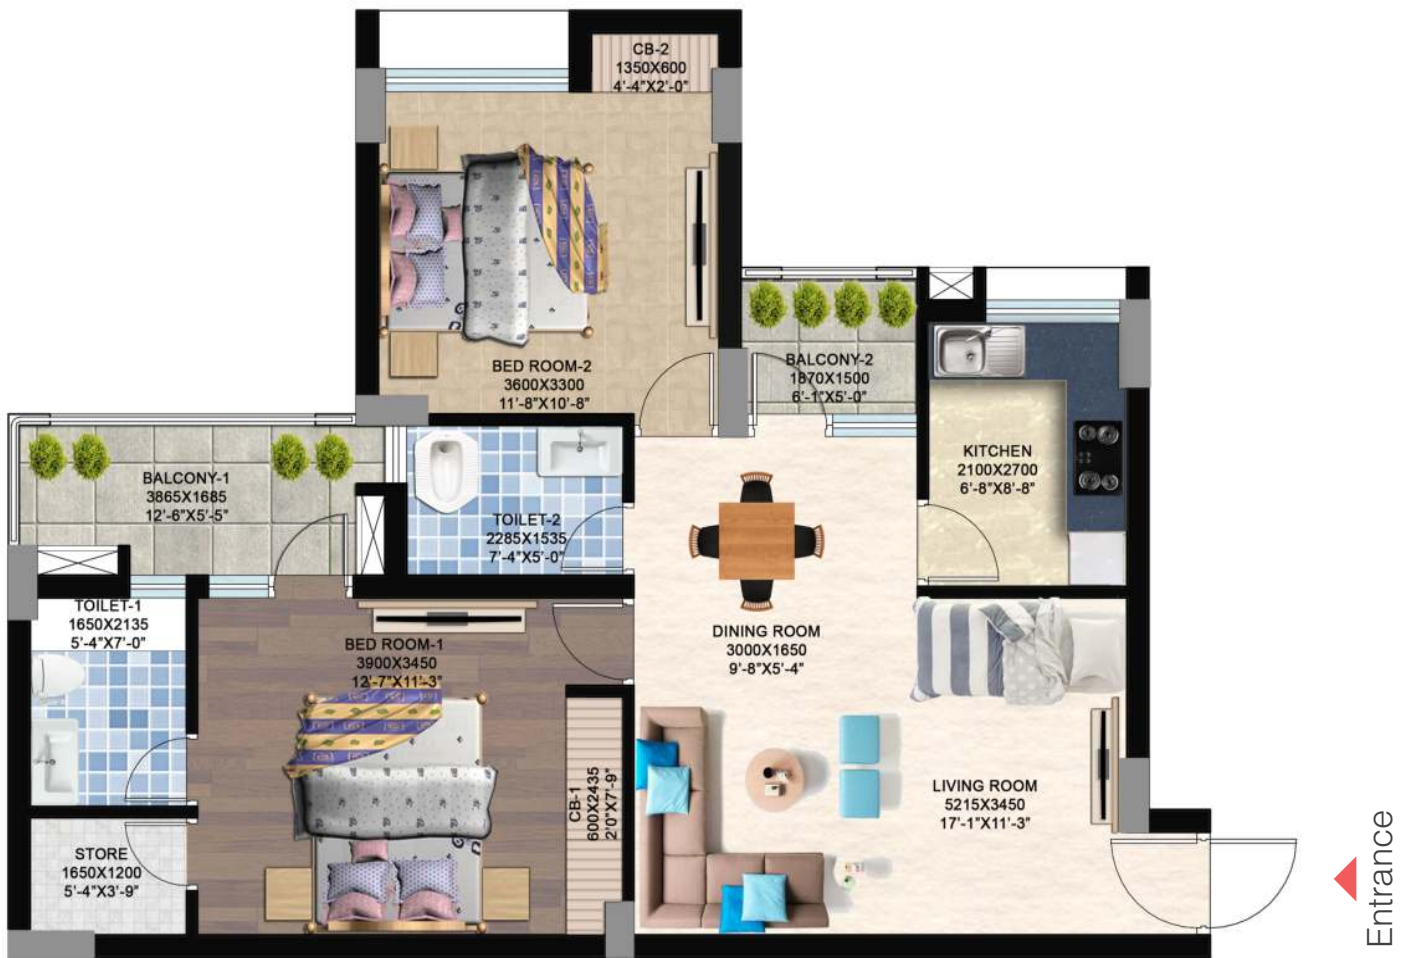 CB-2
1350X600
4'-4"X2'-0"
BED ROOM-2
3600X3300
11'-8"X10'-8"
BALCONY-2
1870X1500
6'-1"X5'-0"
KITCHEN
2100X2700
6'-8"X8'-8"
BALCONY-1
3865X1685
12'-6"X5'-5"
TOILET-2
2285X1535
7'-4"X5'-0"
TOILET-1
1650X2135
5'-4"X7'-0"
BED ROOM-1
3900X3450
12'-7"X11'-3"
DINING ROOM
3000X1650
9'-8"X5'-4"
CB-1
600X2435
2'0"X7'-9"
LIVING ROOM
5215X3450
17'-1"X11'-3"
STORE
1650X1200
5'-4"X3'-9"
Entrance